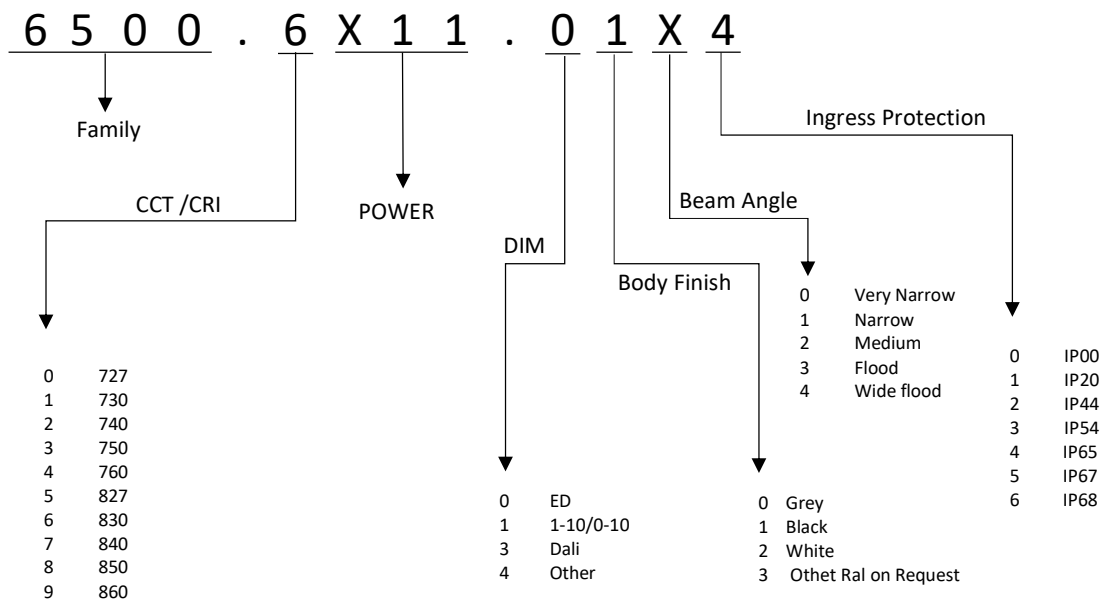 6 5 0 0 . 6 X 1 1 . 0 1 X 4
Family
CCT /CRI
POWER
DIM
Body Finish
Beam Angle
Ingress Protection
0 727
1 730
2 740
3 750
4 760
5 827
6 830
7 840
8 850
9 860
0 ED
1 1-10/0-10
3 Dali
4 Other
0 Grey
1 Black
2 White
3 Othet Ral on Request
0 Very Narrow
1 Narrow
2 Medium
3 Flood
4 Wide flood
0 IP00
1 IP20
2 IP44
3 IP54
4 IP65
5 IP67
6 IP68